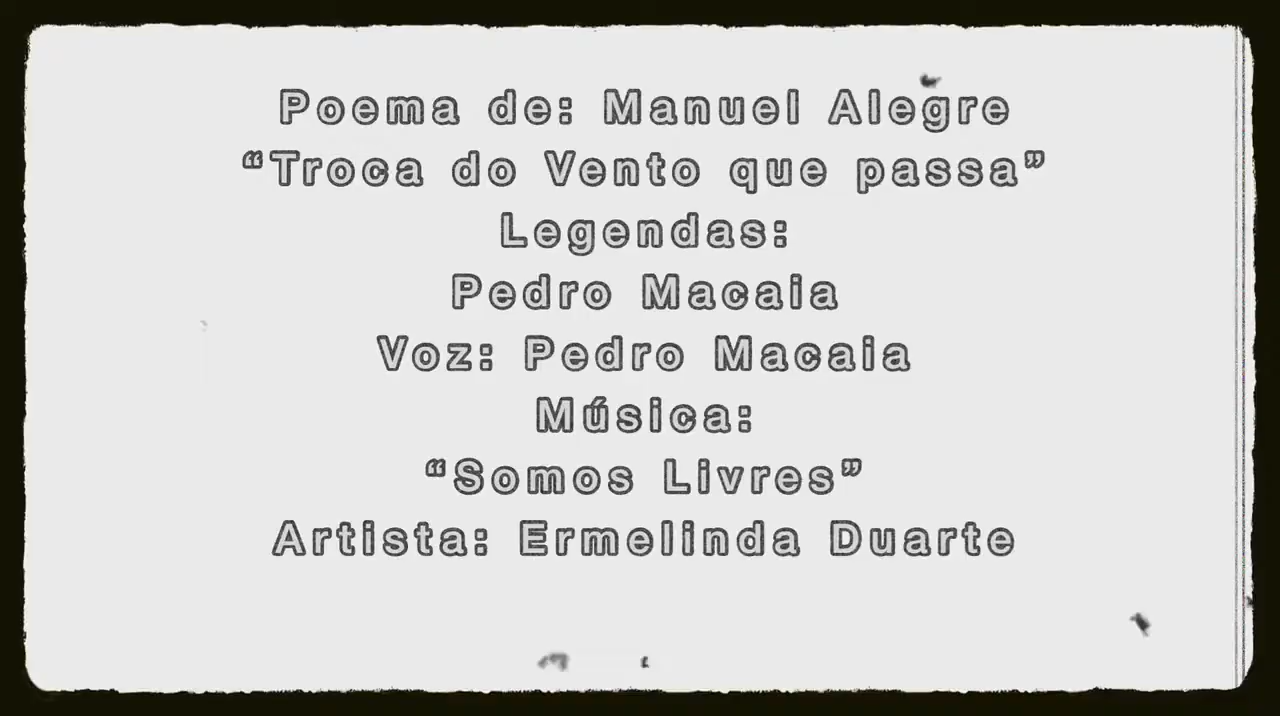 Poema de: Manuel Alegre
“Troca do Vento que passa”
Legendas:
Pedro Macaia
Voz: Pedro Macaia
Música:
“Somos Livres”
Artista: Ermelinda Duarte